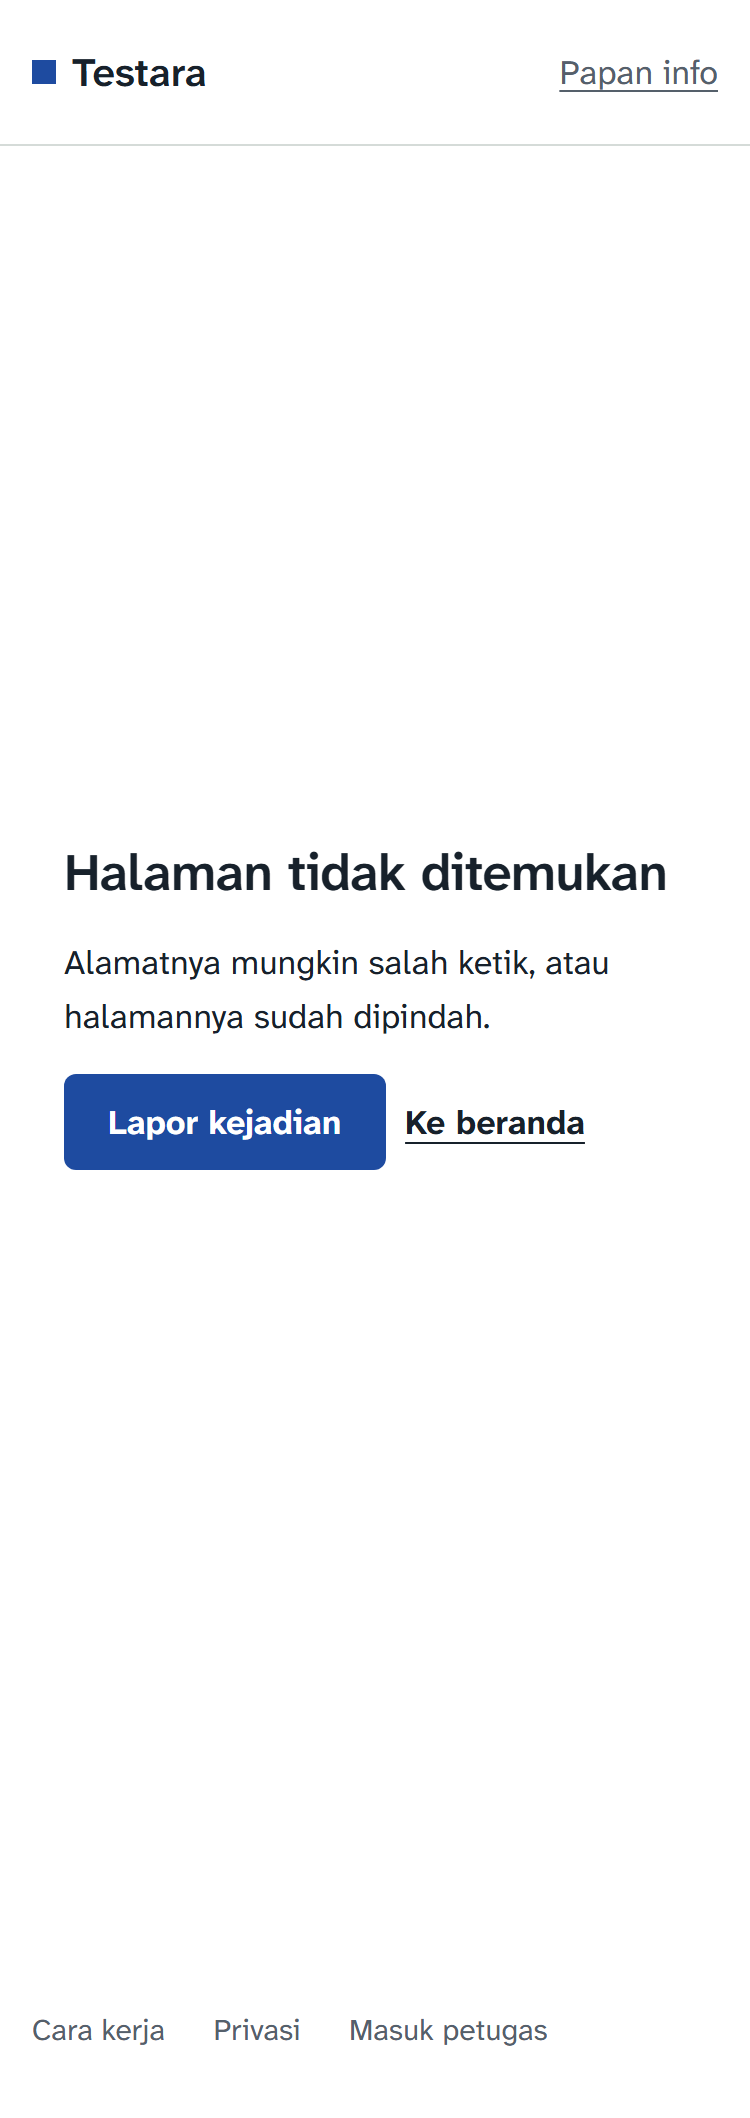 Testara
Papan info
Halaman tidak ditemukan
Alamatnya mungkin salah ketik, atau
halamannya sudah dipindah.
Lapor kejadian
Ke beranda
Cara kerja
Privasi
Masuk petugas